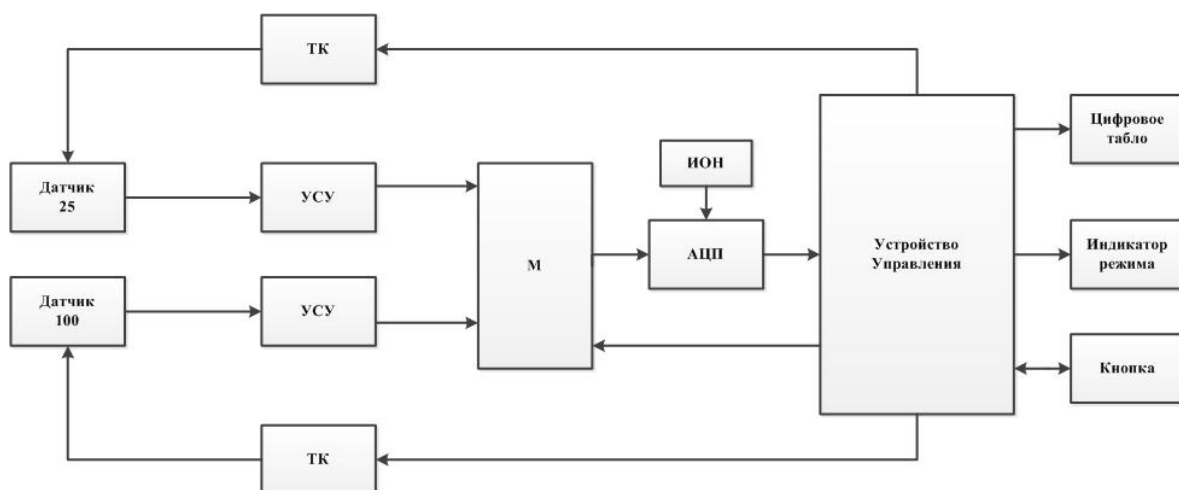 ТК
Цифровое
табло
ИОН
Датчик
25
УСУ
М
АЦП
Устройство
Управления
Индикатор
режима
Датчик
100
УСУ
Кнопка
ТК